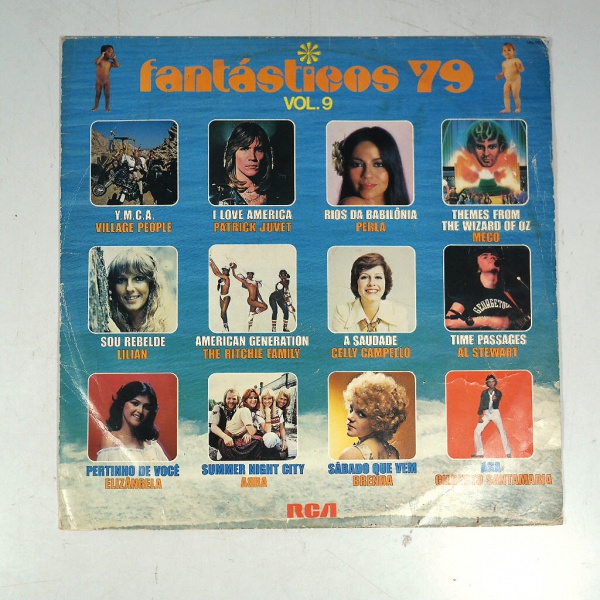 fantásticos 79
VOL. 9
Y.M.C.A.
VILLAGE PEOPLE
I LOVE AMERICA
PATRICK JUVET
RIOS DA BABILÔNIA
PERLA
THEMES FROM
THE WIZARD OF OZ
MECO
GEORGETOWN
SOU REBELDE
LILIAN
AMERICAN GENERATION
THE RITCHIE FAMILY
A SAUDADE
CELLY CAMPELLO
TIME PASSAGES
AL STEWART
PERTINHO DE VOCÊ
ELIZÂNGELA
SUMMER NIGHT CITY
ABBA
SÁBADO QUE VEM
BRENDA
SANTAMARIA
RCA